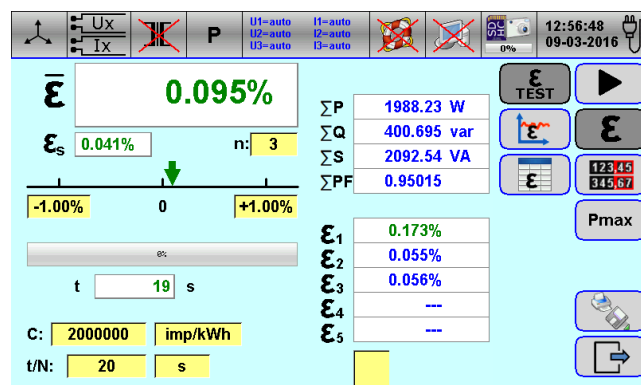 Ux
Ix
P
U1=auto
U2=auto
U3=auto
I1=auto
I2=auto
I3=auto
SD
HC
0%
12:56:48
09-03-2016
ε 0.095%
εs 0.041% n: 3
-1.00% 0 +1.00%
0%
t 19 s
C: 2000000 imp/kWh
t/N: 20 s
∑P 1988.23 W
∑Q 400.695 var
∑S 2092.54 VA
∑PF 0.95015
ε1 0.173%
ε2 0.055%
ε3 0.056%
ε4 ---
ε5 ---
ε
TEST
ε
ε
ε
123.45
345.67
Pmax